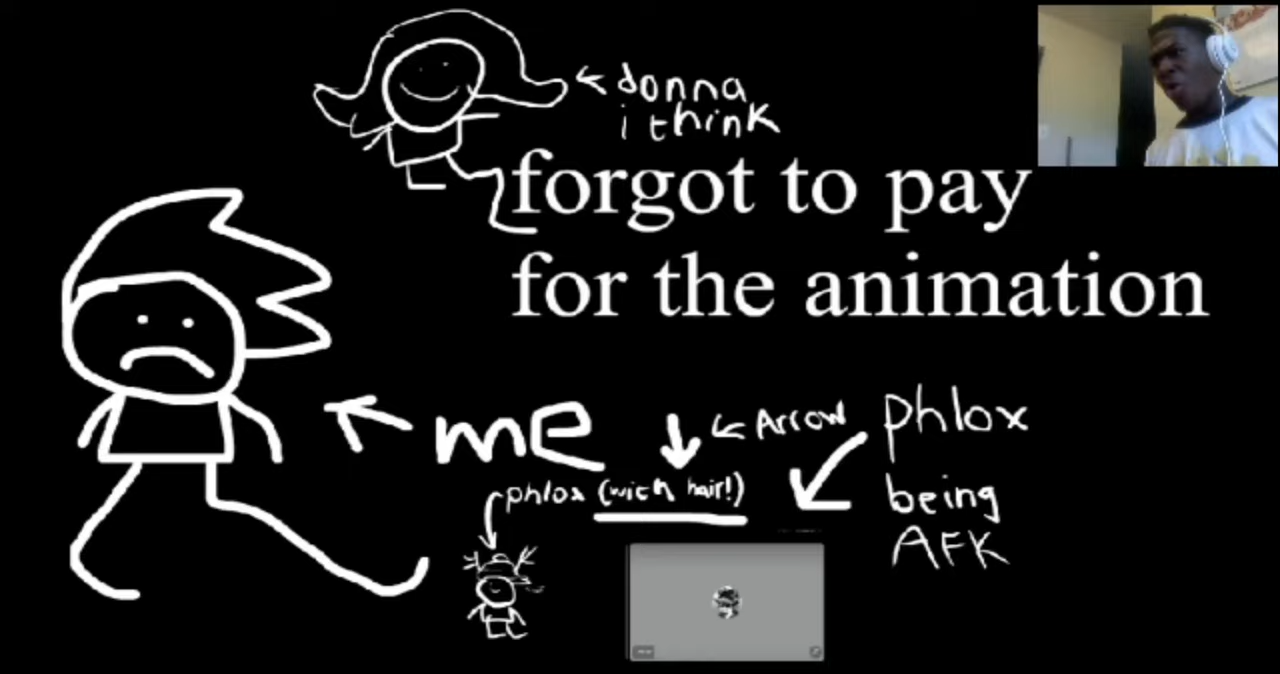 donna
i think
forgot to pay
for the animation
me
Arrow
phlox
phlox (with hair!)
being
AFK